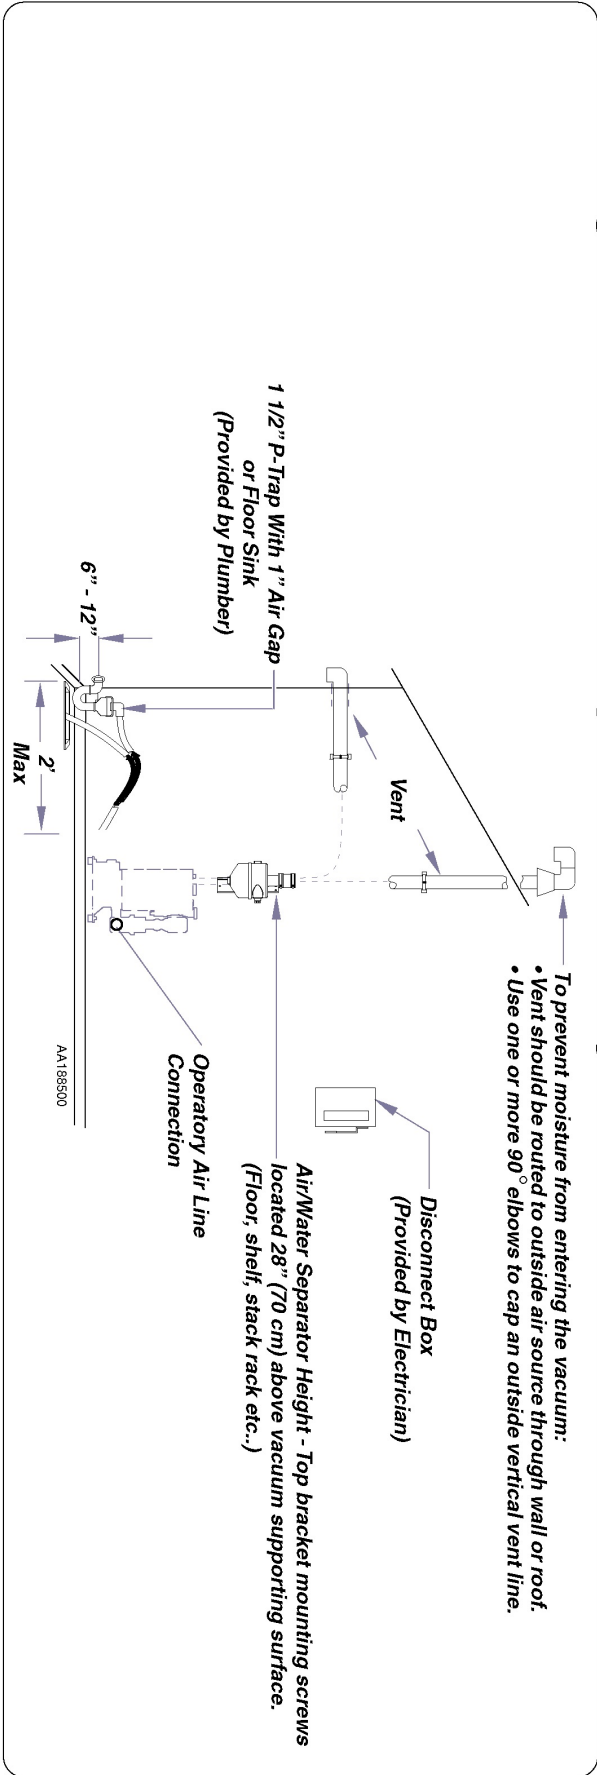 To prevent moisture from entering the vacuum:
• Vent should be routed to outside air source through wall or roof.
• Use one or more 90° elbows to cap an outside vertical vent line.
Vent
Disconnect Box
(Provided by Electrician)
1 1/2” P-Trap With 1” Air Gap
or Floor Sink
(Provided by Plumber)
Air/Water Separator Height - Top bracket mounting screws
located 28” (70 cm) above vacuum supporting surface.
(Floor, shelf, stack rack etc..)
Operatory Air Line
Connection
6” - 12”
2’
Max
AA188500